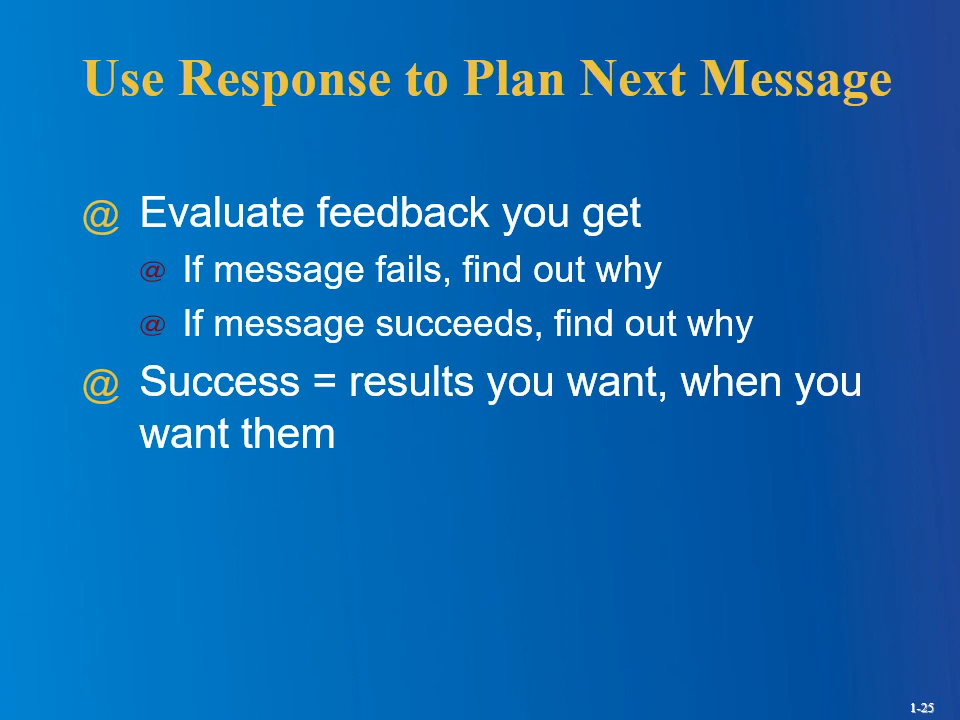 Use Response to Plan Next Message
@ Evaluate feedback you get
@ If message fails, find out why
@ If message succeeds, find out why
@ Success = results you want, when you
want them
1-25